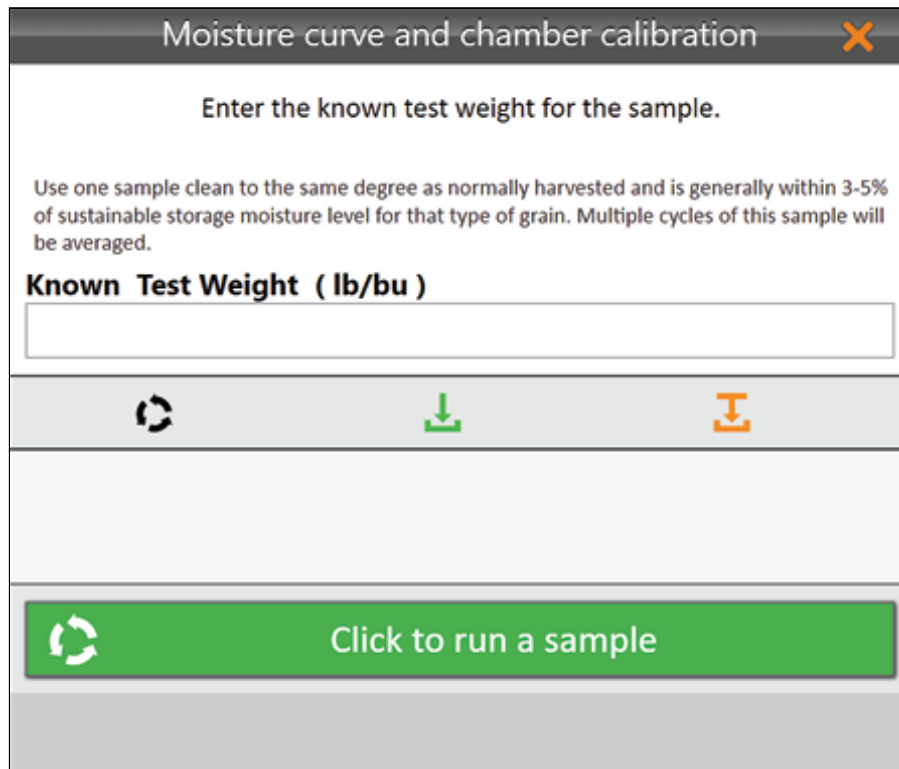 Moisture curve and chamber calibration
Enter the known test weight for the sample.
Use one sample clean to the same degree as normally harvested and is generally within 3-5%
of sustainable storage moisture level for that type of grain. Multiple cycles of this sample will
be averaged.
Known Test Weight ( lb/bu )
Click to run a sample